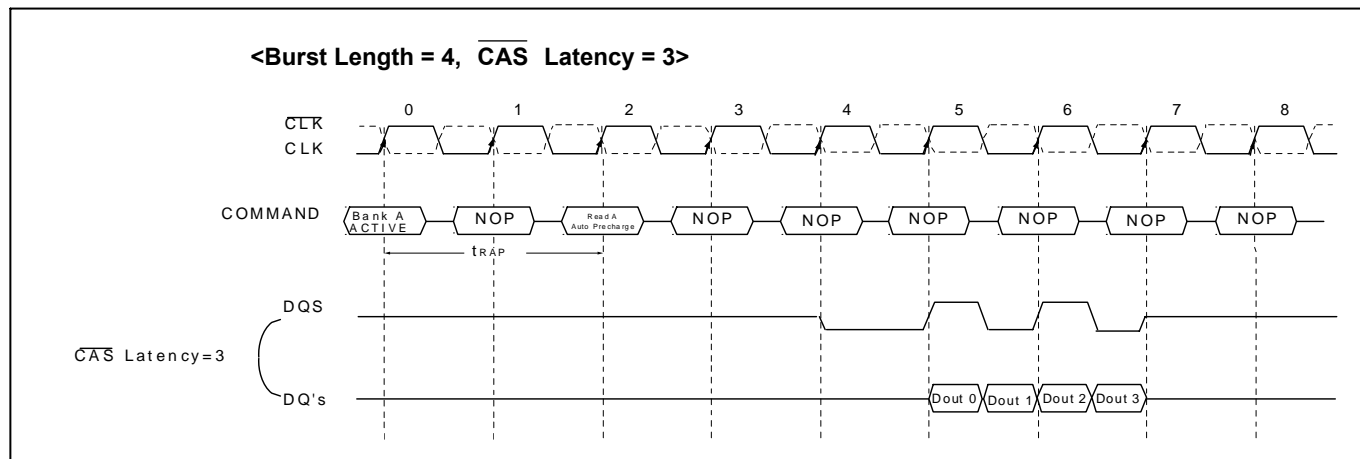 <Burst Length = 4, CAS Latency = 3>
0 1 2 3 4 5 6 7 8
CLK
CLK
COMMAND
Bank A
ACTIVE
NOP
Read A
Auto Precharge
NOP
NOP
NOP
NOP
NOP
NOP
tRAP
DQS
CAS Latency=3
DQ's
Dout 0 Dout 1 Dout 2 Dout 3